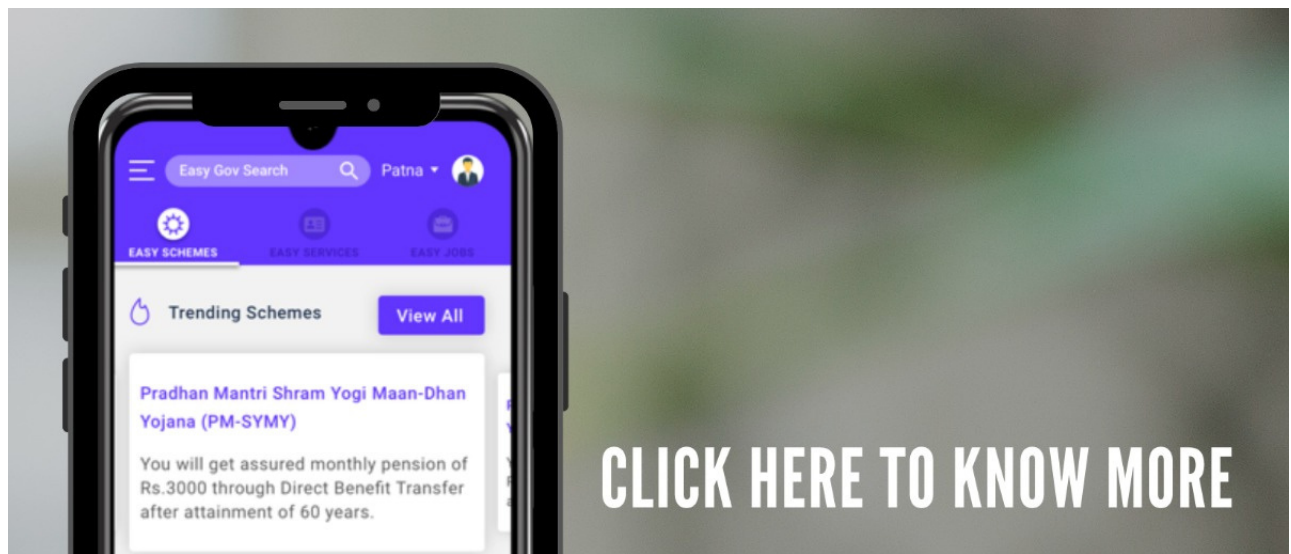 Easy Gov Search
Patna
EASY SCHEMES
EASY SERVICES
EASY JOBS
Trending Schemes
View All
Pradhan Mantri Shram Yogi Maan-Dhan
Yojana (PM-SYMY)
You will get assured monthly pension of
Rs.3000 through Direct Benefit Transfer
after attainment of 60 years.
CLICK HERE TO KNOW MORE